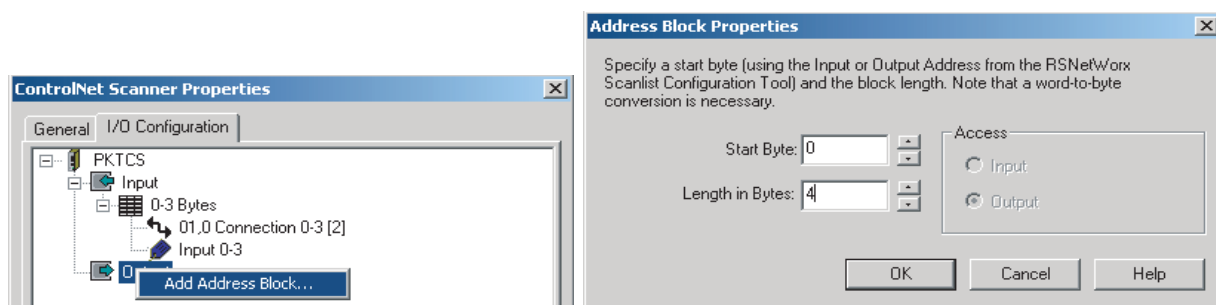 ControlNet Scanner Properties
General
I/O Configuration
PKTCS
Input
0-3 Bytes
01,0 Connection 0-3 [2]
Input 0-3
Add Address Block...
Address Block Properties
Specify a start byte (using the Input or Output Address from the RSNetWorx
Scanlist Configuration Tool) and the block length. Note that a word-to-byte
conversion is necessary.
Start Byte: 0
Length in Bytes: 4
Access
Input
Output
OK
Cancel
Help